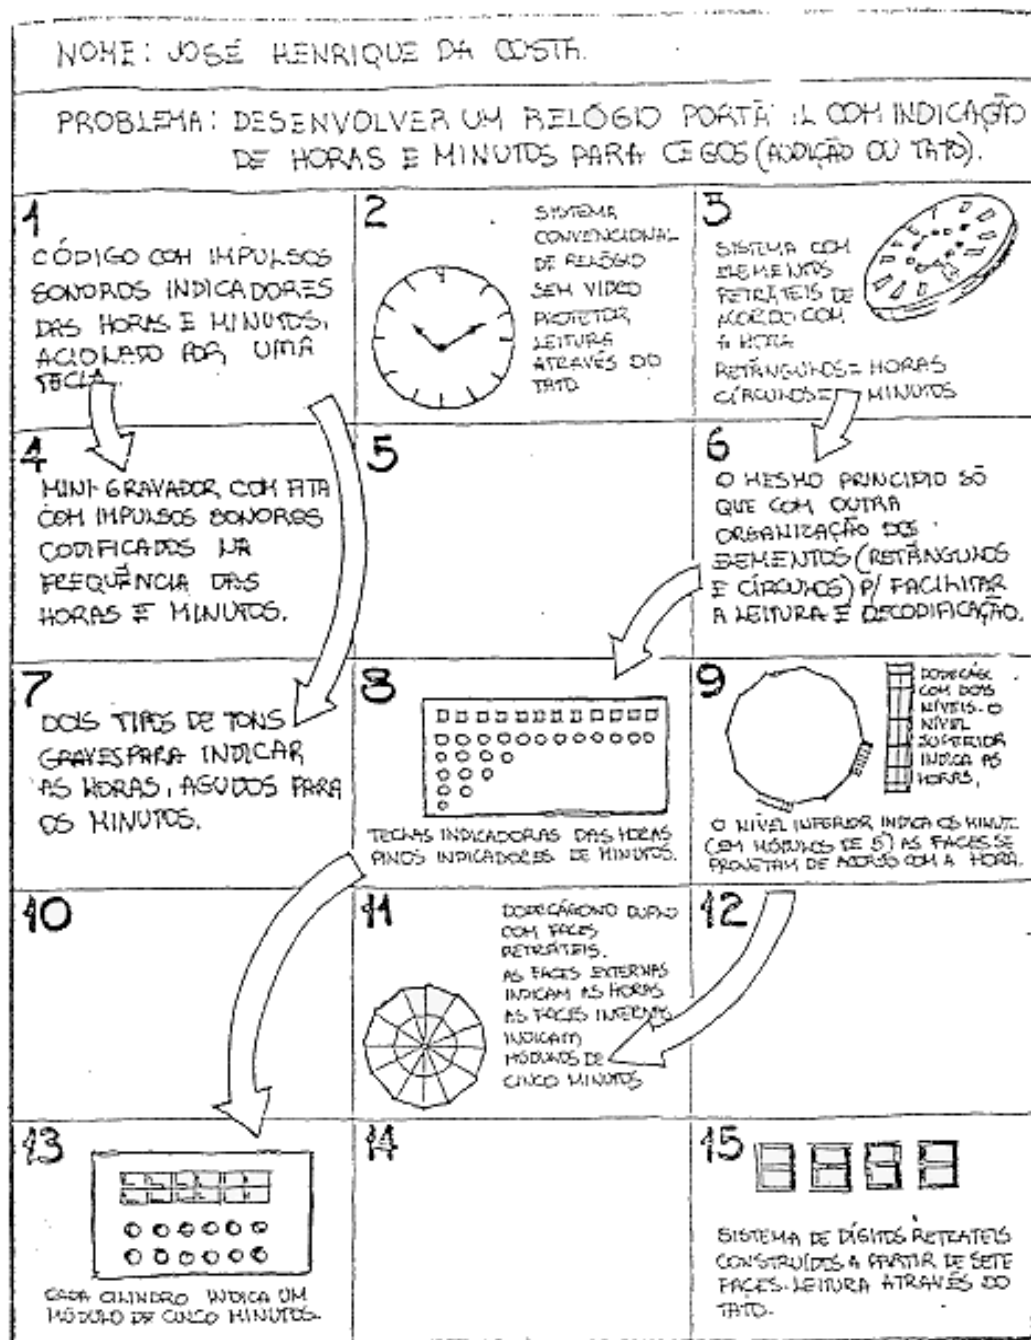 NOME: JOSÉ HENRIQUE DA COSTA.
PROBLEMA: DESENVOLVER UM RELÓGIO COM INDICAÇÃO
DE HORAS E MINUTOS PARA CEGOS (AUDIÇÃO OU TATO).
1
CÓDIGO COM IMPULSOS
SONOROS INDICADORES
DAS HORAS E MINUTOS,
ACIONADO POR UMA
TECLA.
2
SISTEMA
CONVENCIONAL
DE RELÓGIO
SEM VIDRO
PROTETOR,
LEITURA
ATRAVÉS DO
TATO
3
SISTEMA COM
ELEMENTOS
RETRÁTEIS DE
ACORDO COM
A HORA
RETÂNGULOS = HORAS
CÍRCULOS = MINUTOS
4
MINI-GRAVADOR, COM FITA
COM IMPULSOS SONOROS
CODIFICADOS NA
FREQUÊNCIA DAS
HORAS E MINUTOS.
5
6
O MESMO PRINCIPIO SÓ
QUE COM OUTRA
ORGANIZAÇÃO DOS
ELEMENTOS (RETÂNGULOS
E CÍRCULOS) P/ FACILITAR
A LEITURA E DECODIFICAÇÃO.
7
DOIS TIPOS DE TONS
GRAVES PARA INDICAR
AS HORAS, AGUDOS PARA
OS MINUTOS.
8
TECLAS INDICADORAS DAS HORAS
PINOS INDICADORES DE MINUTOS.
9
COM DOIS
NÍVEIS. O
NÍVEL
SUPERIOR
INDICA AS
HORAS,
O NÍVEL INFERIOR INDICA OS
(EM MÓDULOS DE 5) AS FACES SE
PROJETAM DE ACORDO COM A HORA.
10
11
DODECÁGONO DUPLO
COM FACES
RETRÁTEIS.
AS FACES EXTERNAS
INDICAM AS HORAS
AS FACES INTERNAS
INDICAM
MÓDULOS DE
CINCO MINUTOS
12
13
CADA CILINDRO INDICA UM
MÓDULO DE CINCO MINUTOS.
14
15
SISTEMA DE DÍGITOS RETRATEIS
CONSTRUÍDOS A PARTIR DE SETE
FACES. LEITURA ATRAVÉS DO
TATO.